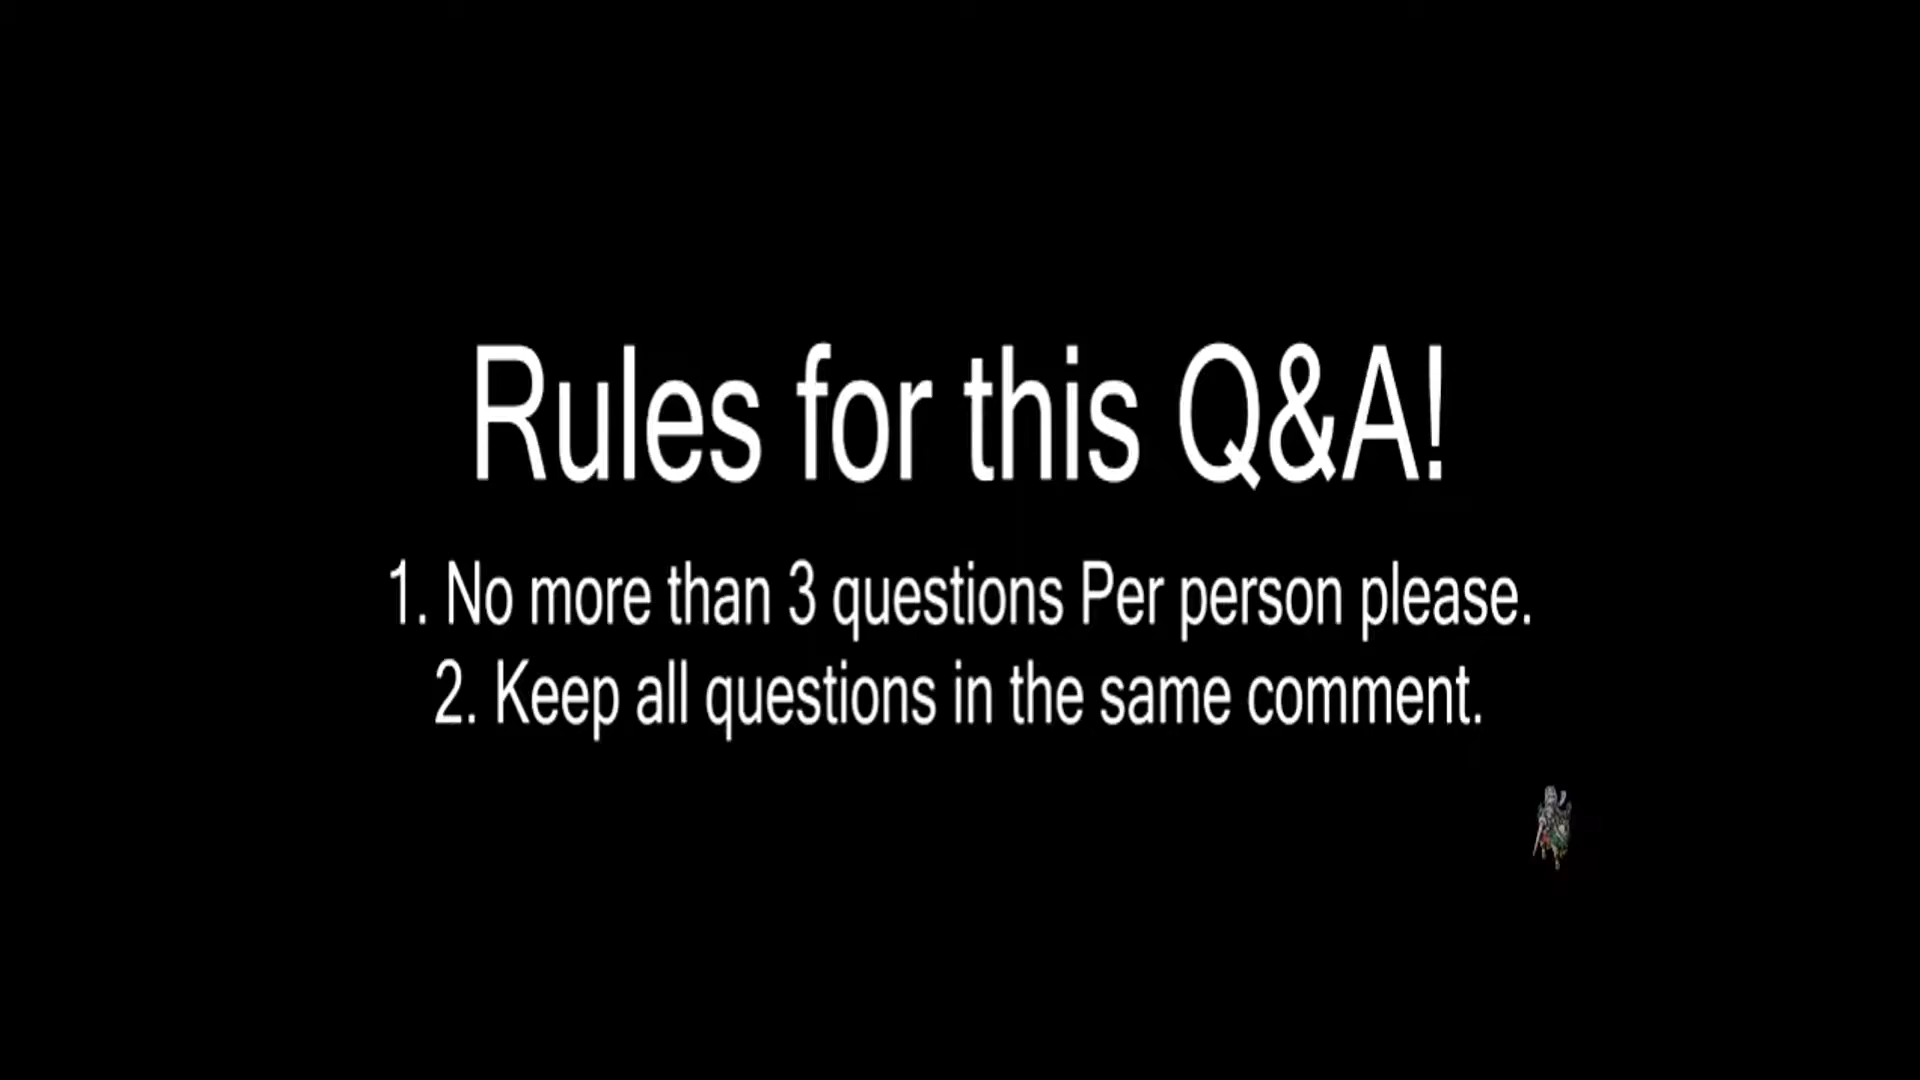 Rules for this Q&A!
1. No more than 3 questions Per person please.
2. Keep all questions in the same comment.